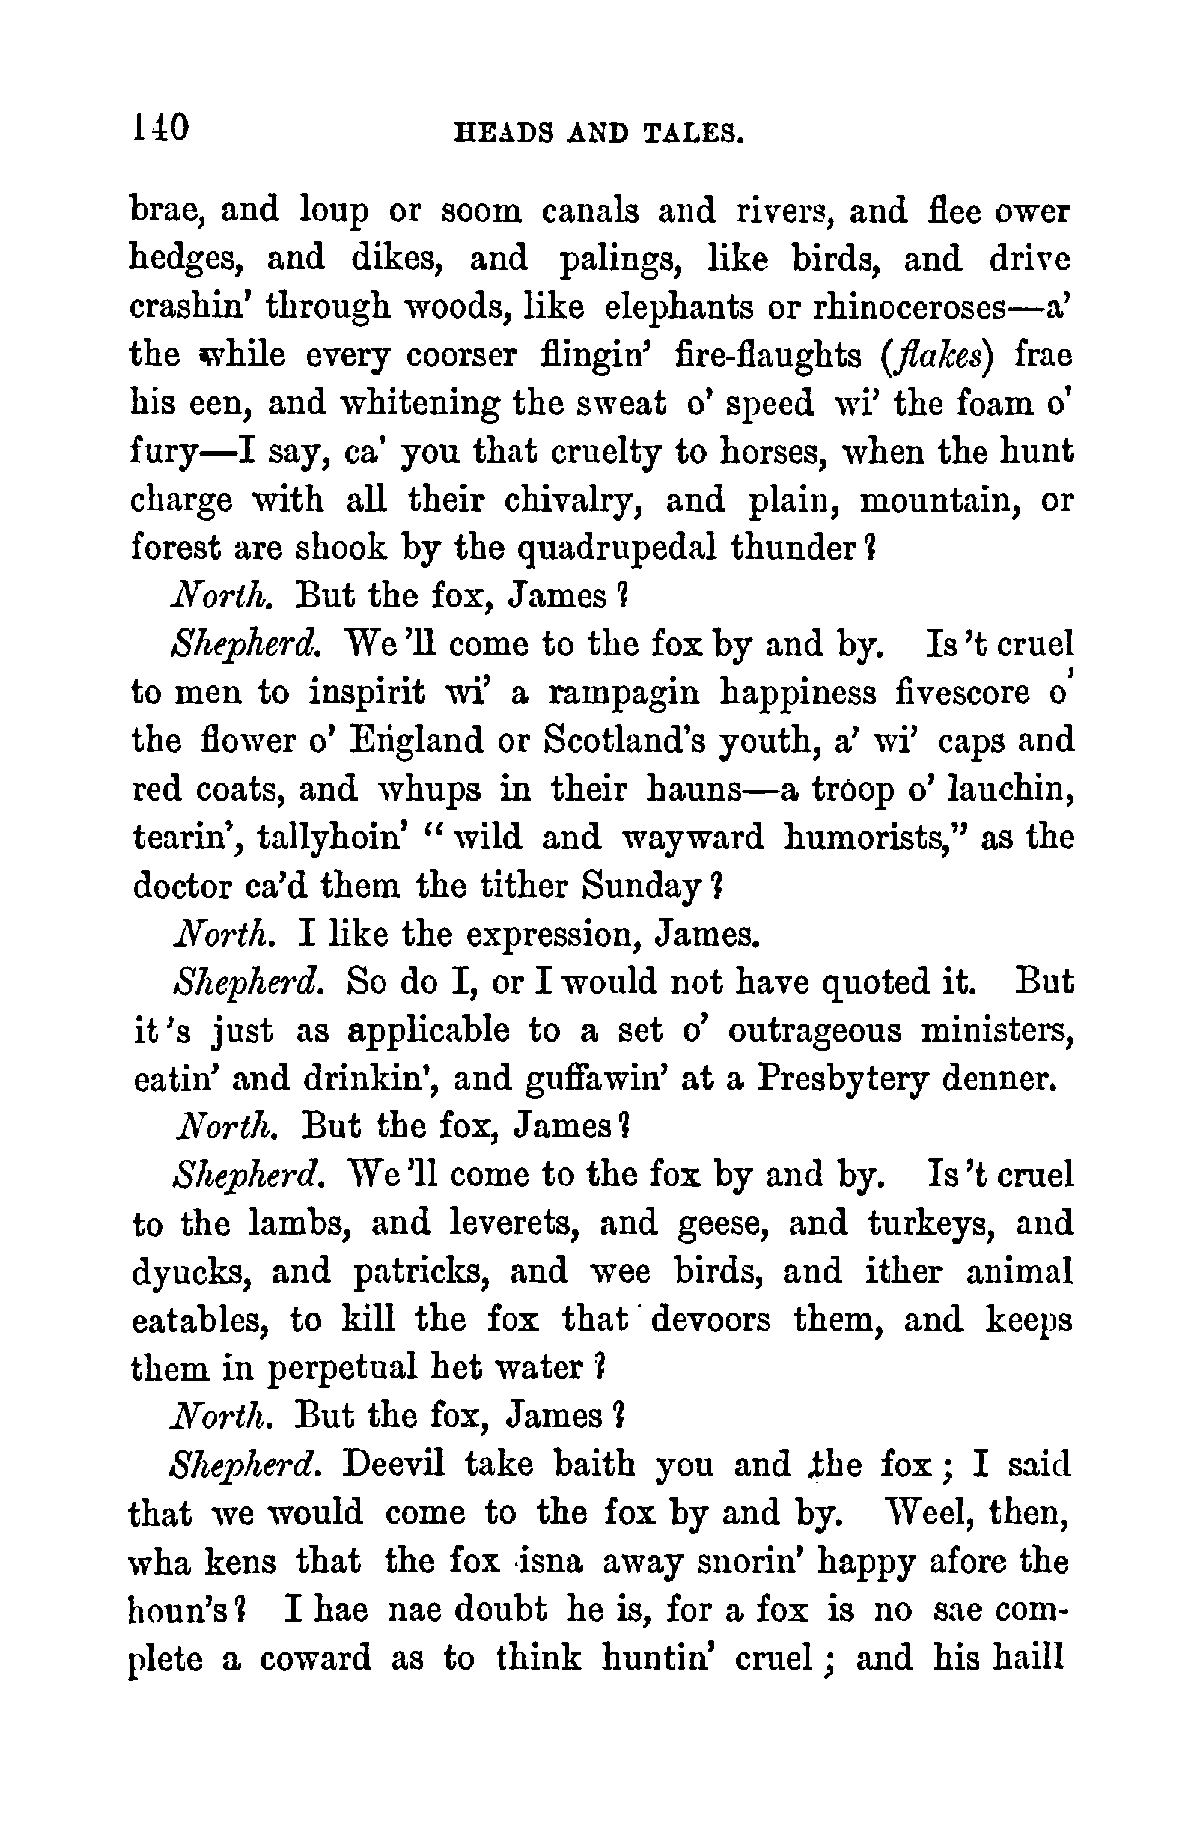 140 HEADS AND TALES.
brae, and loup or soom canals and rivers, and flee ower
hedges, and dikes, and palings, like birds, and drive
crashin' through woods, like elephants or rhinoceroses—a'
the while every coorser flingin' fire-flaughts (flakes) frae
his een, and whitening the sweat o' speed wi' the foam o'
fury—I say, ca' you that cruelty to horses, when the hunt
charge with all their chivalry, and plain, mountain, or
forest are shook by the quadrupedal thunder?
North. But the fox, James?
Shepherd. We'll come to the fox by and by. Is't cruel
to men to inspirit wi' a rampagin happiness fivescore o'
the flower o' England or Scotland's youth, a' wi' caps and
red coats, and whups in their hauns—a troop o' lauchin,
tearin', tallyhoin' "wild and wayward humorists," as the
doctor ca'd them the tither Sunday?
North. I like the expression, James.
Shepherd. So do I, or I would not have quoted it. But
it's just as applicable to a set o' outrageous ministers,
eatin' and drinkin', and guffawin' at a Presbytery denner.
North. But the fox, James?
Shepherd. We'll come to the fox by and by. Is't cruel
to the lambs, and leverets, and geese, and turkeys, and
dyucks, and patricks, and wee birds, and ither animal
eatables, to kill the fox that devoors them, and keeps
them in perpetual het water?
North. But the fox, James?
Shepherd. Deevil take baith you and the fox; I said
that we would come to the fox by and by. Weel, then,
wha kens that the fox isna away snorin' happy afore the
houn's? I hae nae doubt he is, for a fox is no sae com-
plete a coward as to think huntin' cruel; and his haill